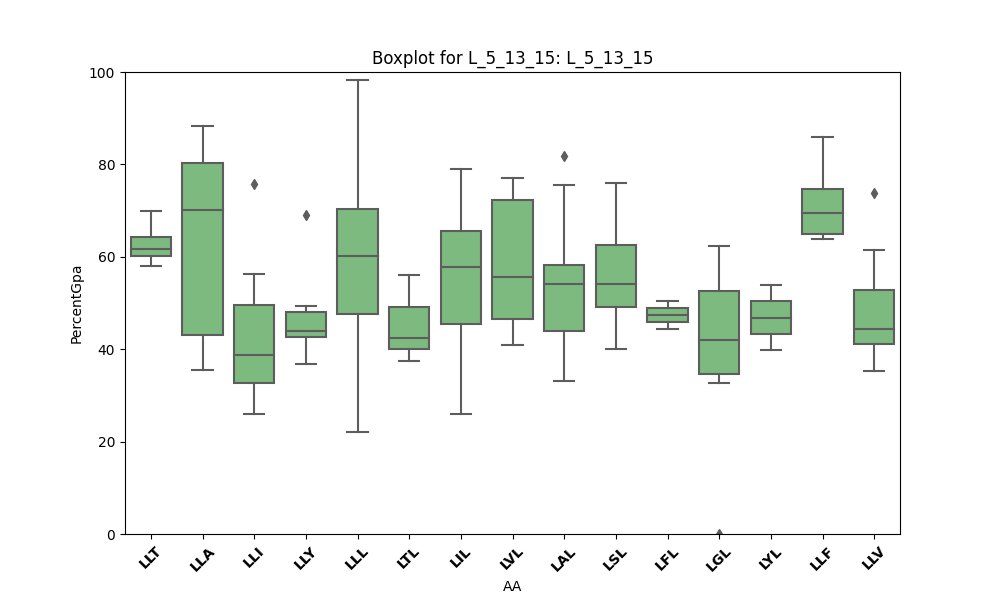 Boxplot for L_5_13_15: L_5_13_15
PercentGpa
100
80
60
40
20
0
LLT LLA LLI LLY LLL LTL LIL LVL LAL LSL LFL LGL LYL LLF LLV
AA